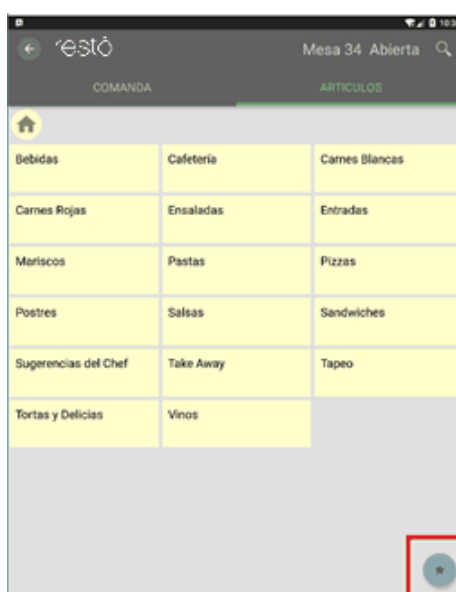 restô
Mesa 34 Abierta
COMANDA ARTICULOS
Bebidas Cafetería Carnes Blancas
Carnes Rojas Ensaladas Entradas
Mariscos Pastas Pizzas
Postres Salsas Sandwiches
Sugerencias del Chef Take Away Tapeo
Tortas y Delicias Vinos